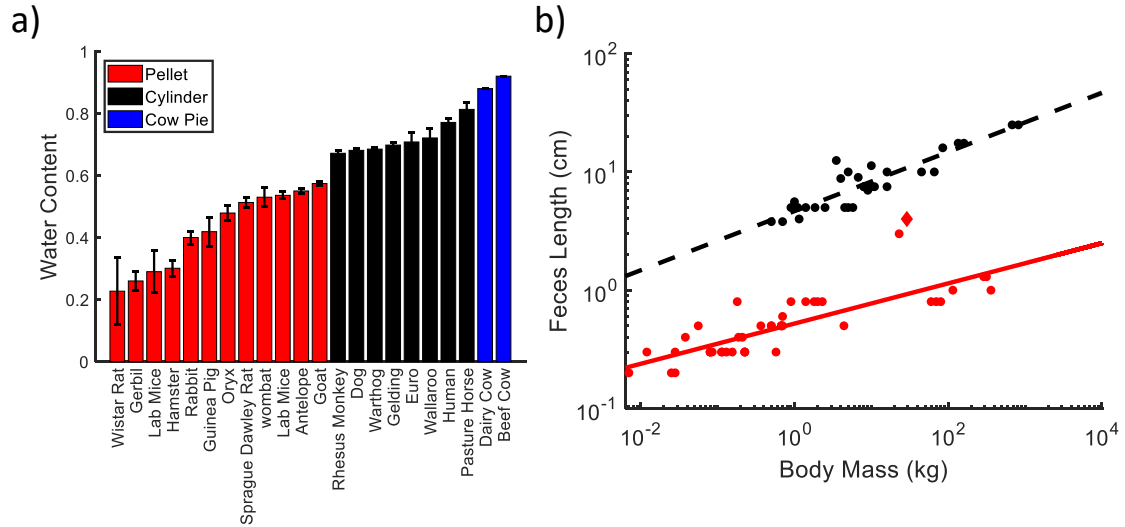 a)
Water Content
1
0.8
0.6
0.4
0.2
0
Pellet
Cylinder
Cow Pie
Wistar Rat
Gerbil
Lab Mice
Hamster
Rabbit
Guinea Pig
Oryx
Sprague Dawley Rat
wombat
Lab Mice
Antelope
Goat
Rhesus Monkey
Dog
Warthog
Gelding
Euro
Wallaroo
Human
Pasture Horse
Dairy Cow
Beef Cow
b)
Feces Length (cm)
10^2
10^1
10^0
10^-1
10^-2
10^0
10^2
10^4
Body Mass (kg)